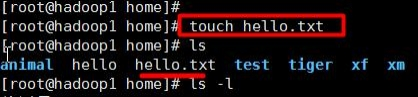 [root@hadoop1 home]#
[root@hadoop1 home]# touch hello.txt
[root@hadoop1 home]# ls
animal hello hello.txt test tiger xf xm
[root@hadoop1 home]# ls -l